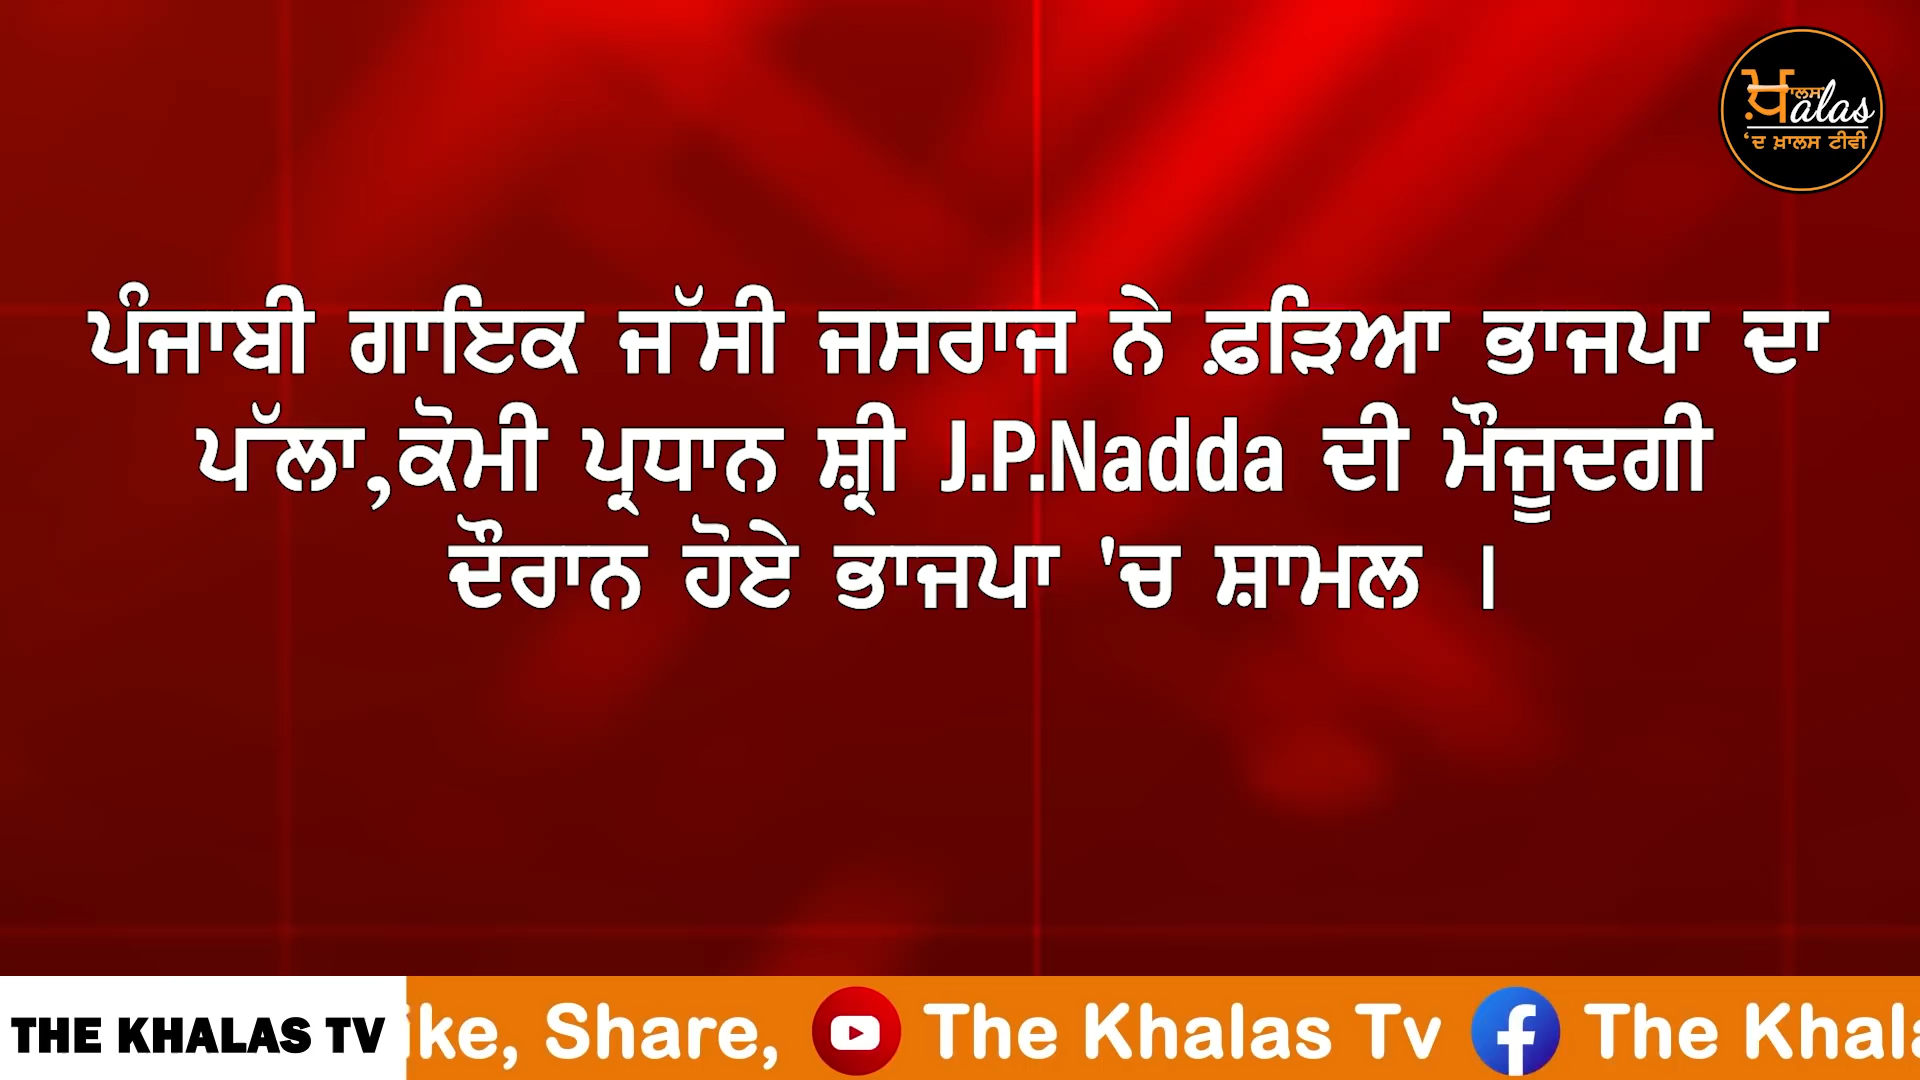 ਖ਼ਾਲਸ
alas
‘ਦ ਖ਼ਾਲਸ ਟੀਵੀ
ਪੰਜਾਬੀ ਗਾਇਕ ਜੱਸੀ ਜਸਰਾਜ ਨੇ ਫ਼ੜਿਆ ਭਾਜਪਾ ਦਾ
ਪੱਲਾ,ਕੋਮੀ ਪ੍ਰਧਾਨ ਸ਼੍ਰੀ J.P.Nadda ਦੀ ਮੌਜੂਦਗੀ
ਦੌਰਾਨ ਹੋਏ ਭਾਜਪਾ 'ਚ ਸ਼ਾਮਲ ।
THE KHALAS TV ike, Share, The Khalas Tv The Khala